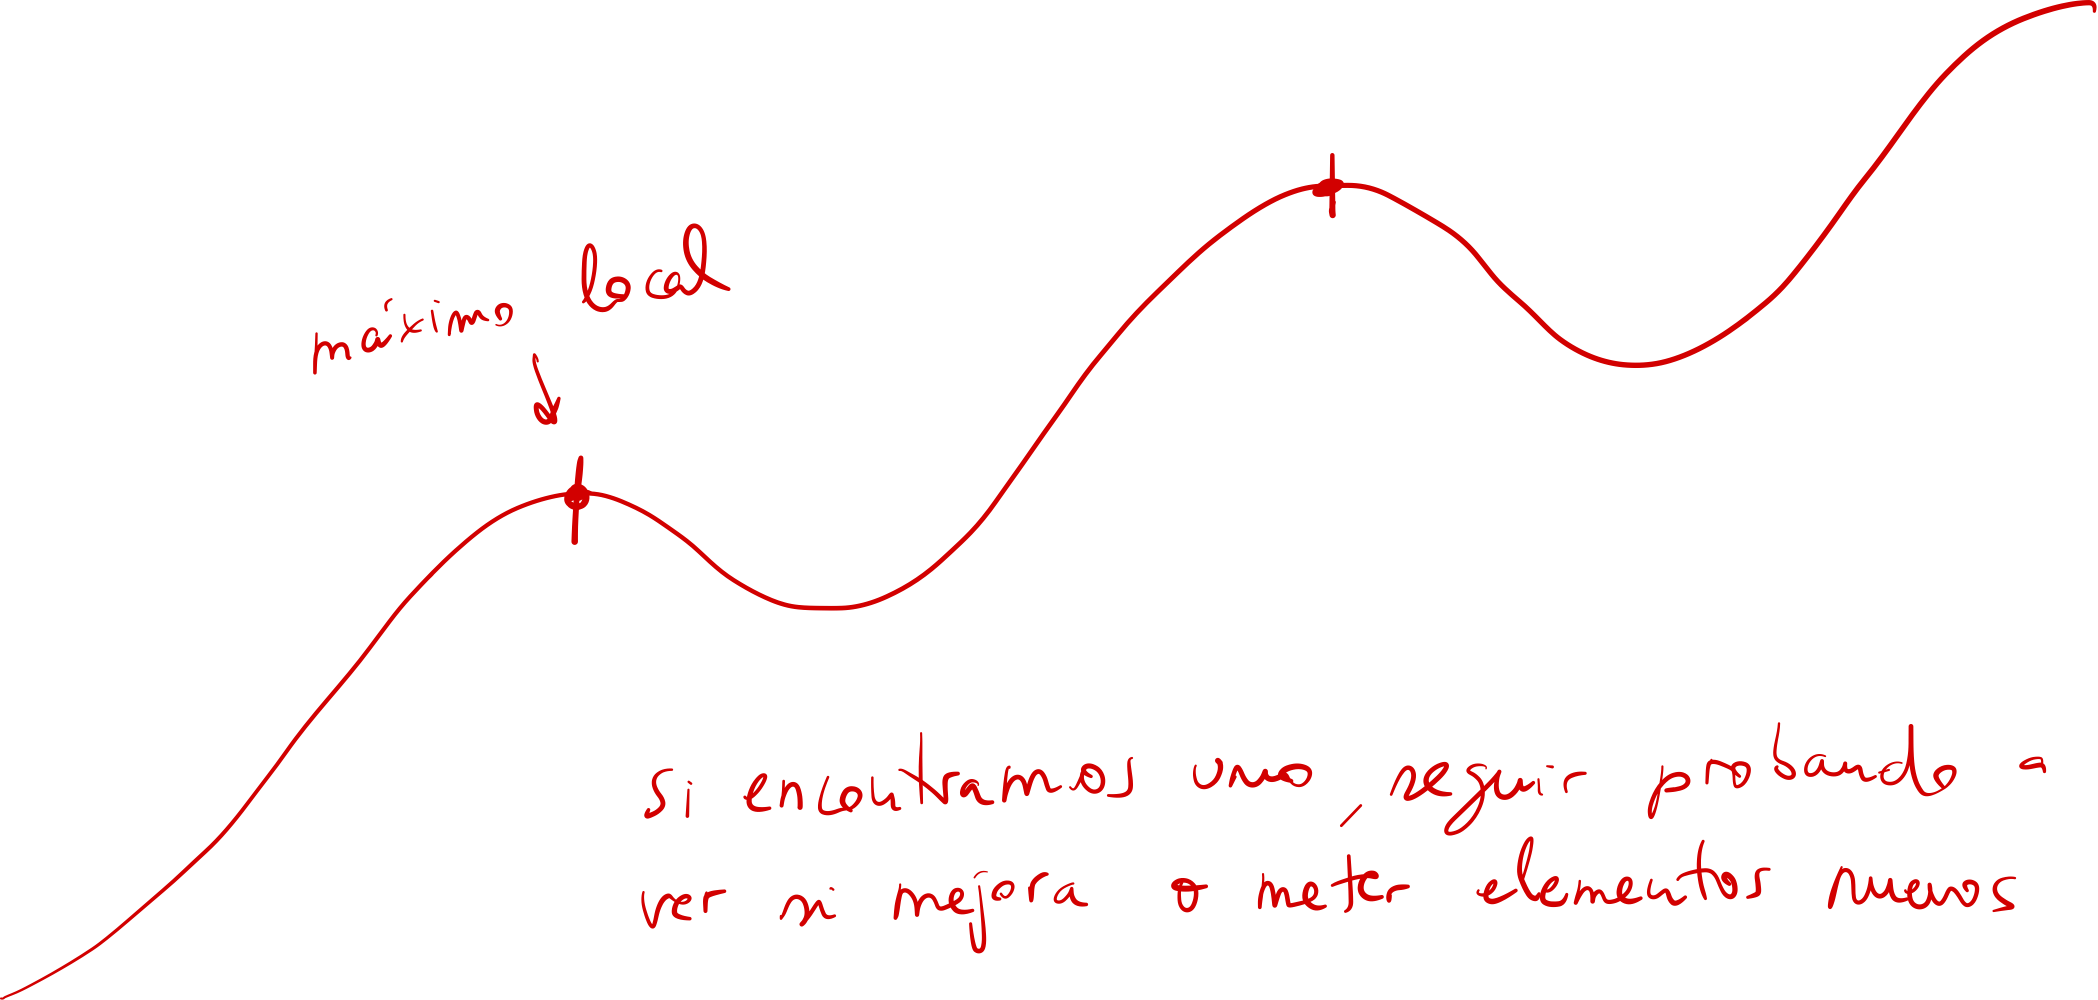 máximo local
si encontramos uno, seguir probando a
ver si mejora o meter elementos nuevos